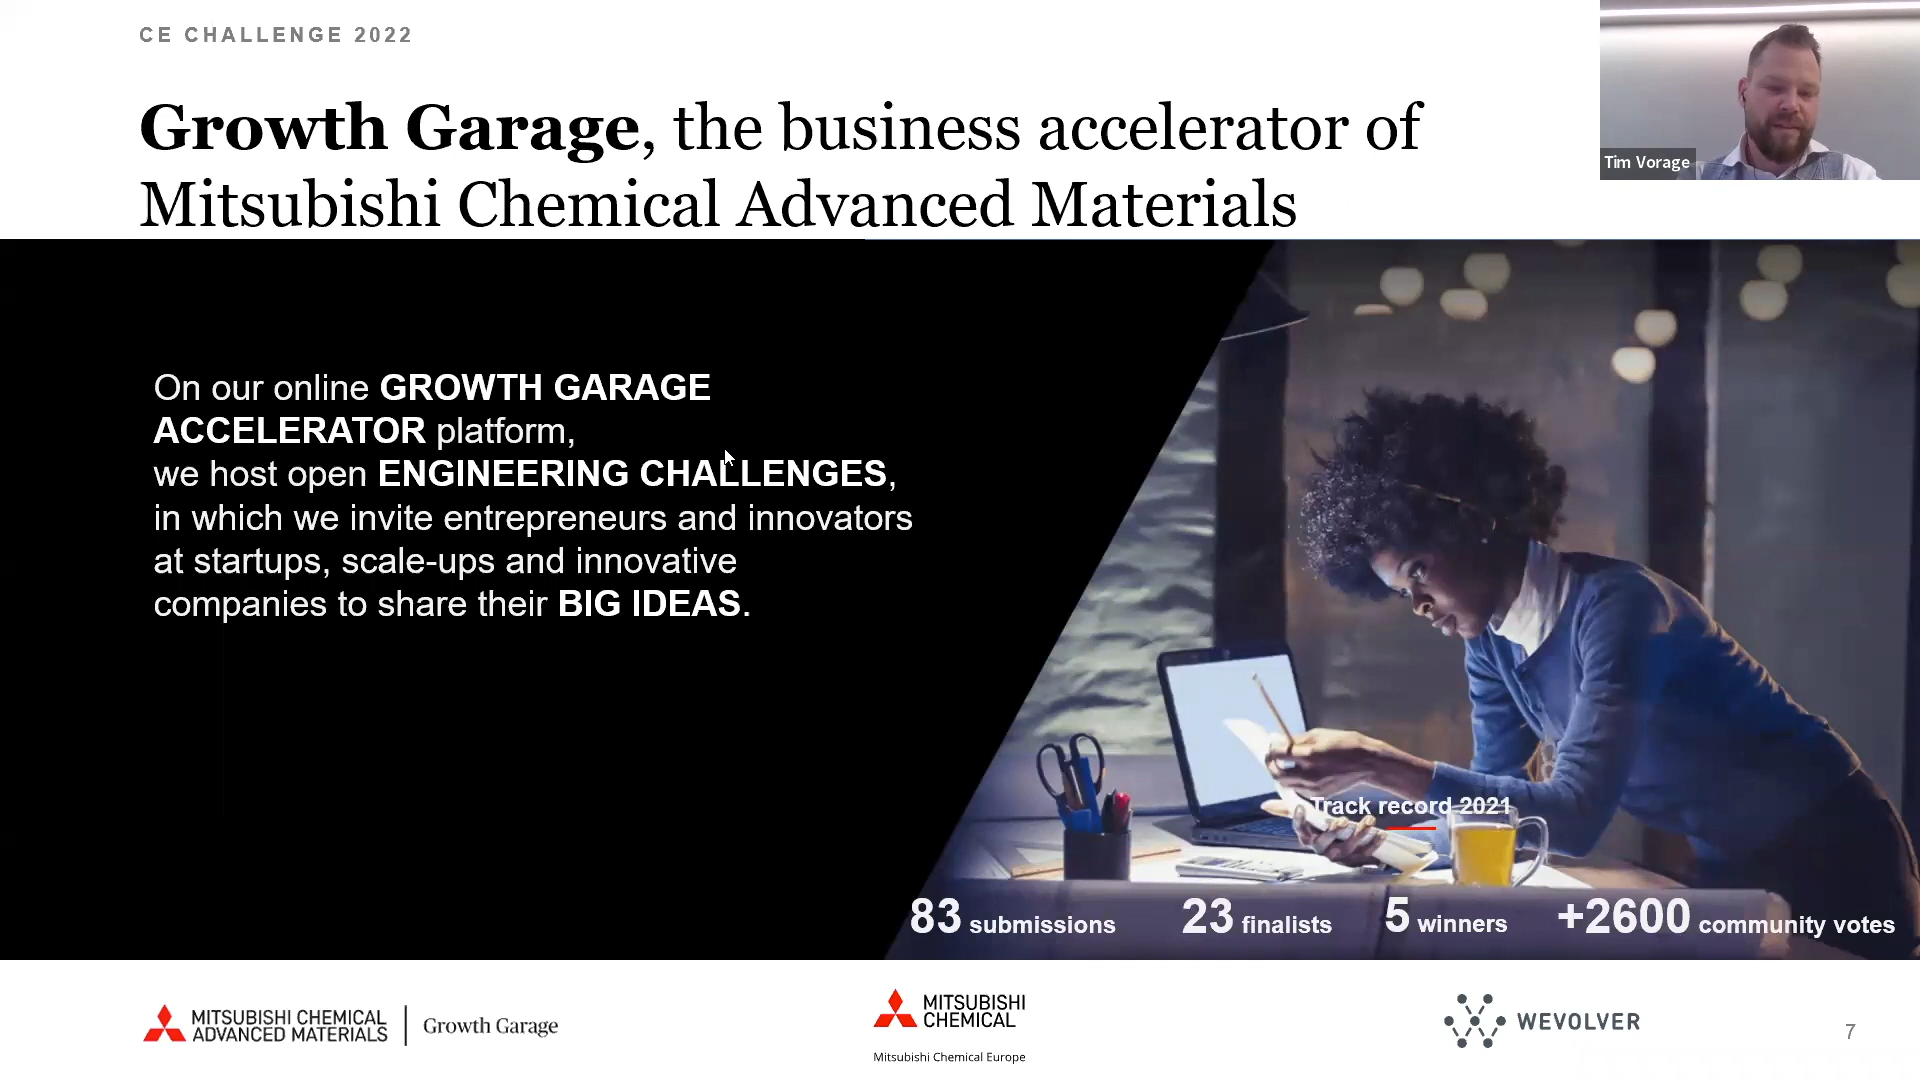 CE CHALLENGE 2022
Growth Garage, the business accelerator of
Mitsubishi Chemical Advanced Materials
Tim Vorage
On our online GROWTH GARAGE
ACCELERATOR platform,
we host open ENGINEERING CHALLENGES,
in which we invite entrepreneurs and innovators
at startups, scale-ups and innovative
companies to share their BIG IDEAS.
Track record 2021
83 submissions
23 finalists
5 winners
+2600 community votes
MITSUBISHI CHEMICAL
ADVANCED MATERIALS
Growth Garage
MITSUBISHI
CHEMICAL
Mitsubishi Chemical Europe
WEVOLVER
7